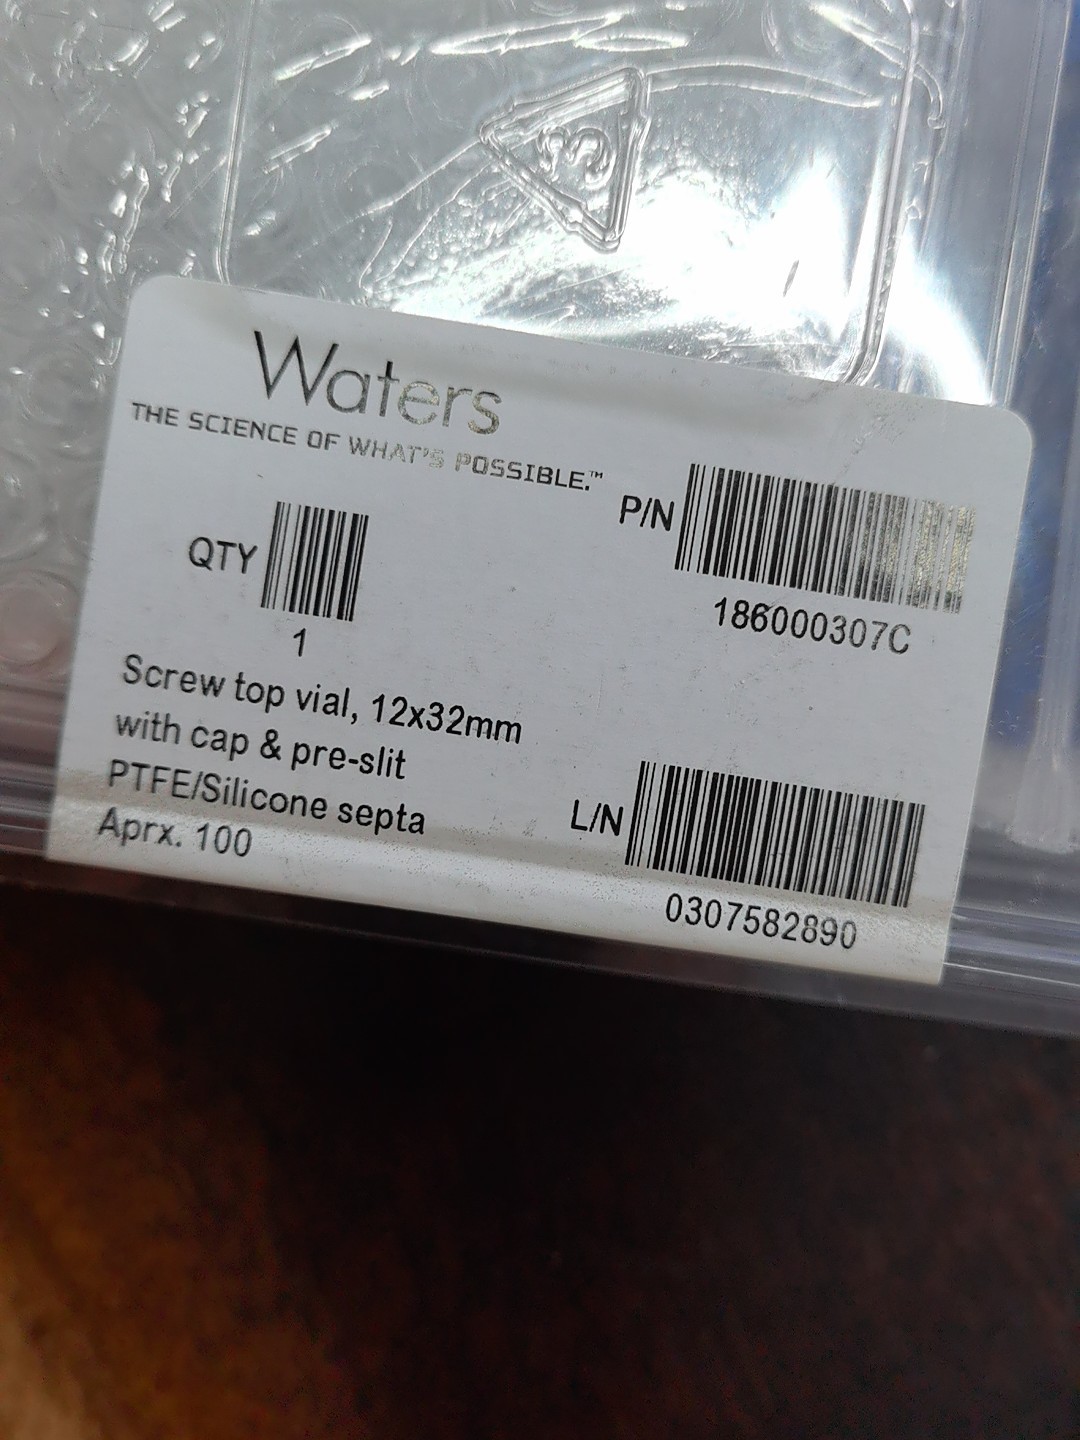 3
Waters
THE SCIENCE OF WHAT'S POSSIBLE.™
P/N
186000307C
QTY
1
Screw top vial, 12x32mm
with cap & pre-slit
PTFE/Silicone septa
Aprx. 100
L/N
0307582890